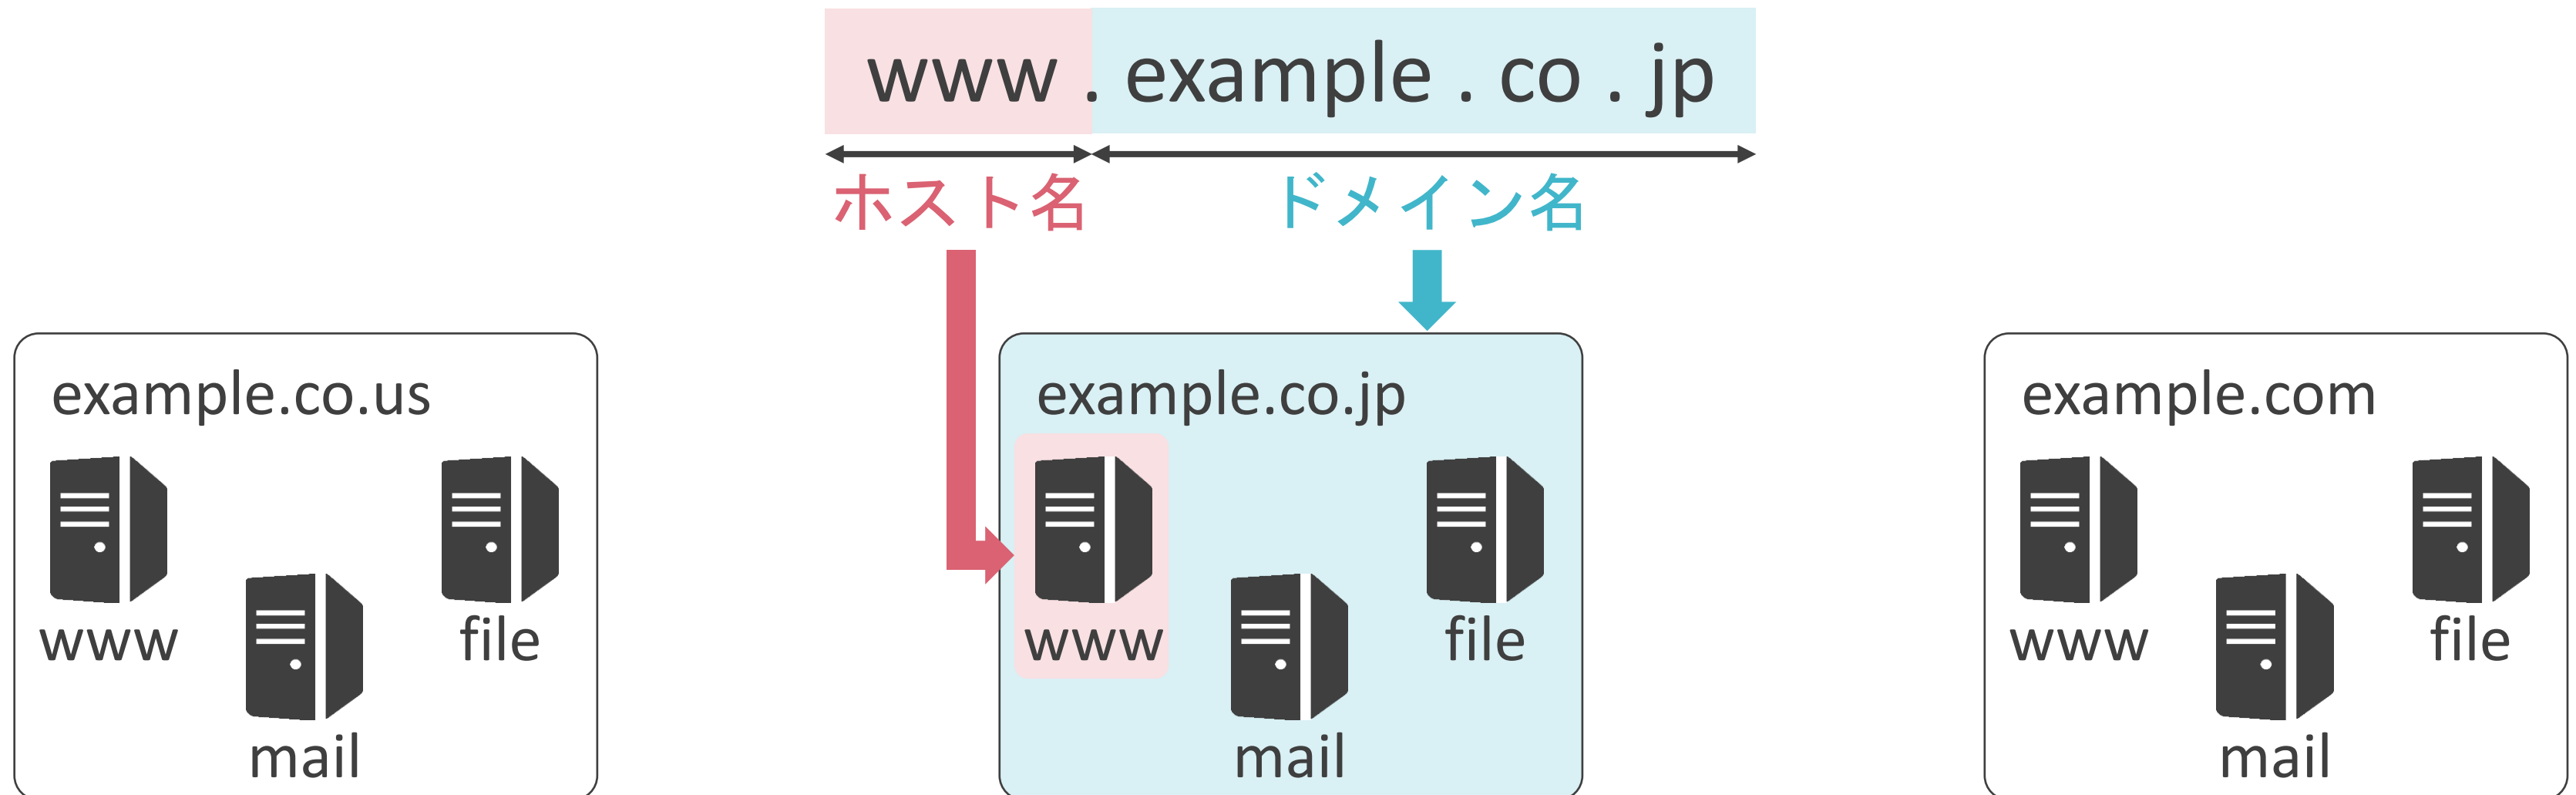 www . example . co . jp
ホスト名 ドメイン名
example.co.us
www
file
mail
example.co.jp
www
file
mail
example.com
www
file
mail